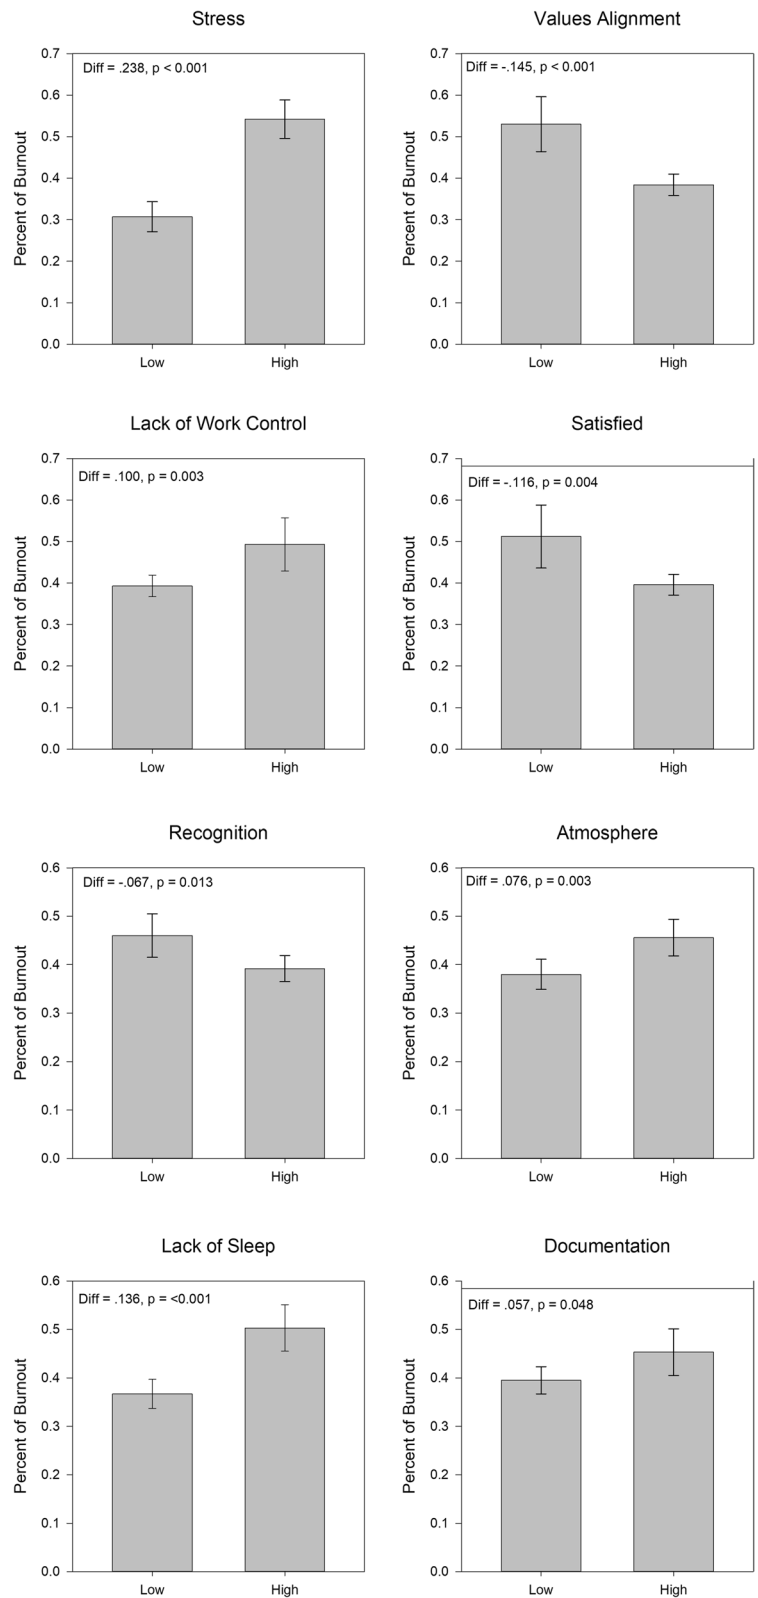 Stress
Diff = .238, p < 0.001
Percent of Burnout
0.7
0.6
0.5
0.4
0.3
0.2
0.1
0.0
Low
High
Values Alignment
Diff = -.145, p < 0.001
Percent of Burnout
0.7
0.6
0.5
0.4
0.3
0.2
0.1
0.0
Low
High
Lack of Work Control
Diff = .100, p = 0.003
Percent of Burnout
0.7
0.6
0.5
0.4
0.3
0.2
0.1
0.0
Low
High
Satisfied
Diff = -.116, p = 0.004
Percent of Burnout
0.7
0.6
0.5
0.4
0.3
0.2
0.1
0.0
Low
High
Recognition
Diff = -.067, p = 0.013
Percent of Burnout
0.6
0.5
0.4
0.3
0.2
0.1
0.0
Low
High
Atmosphere
Diff = .076, p = 0.003
Percent of Burnout
0.6
0.5
0.4
0.3
0.2
0.1
0.0
Low
High
Lack of Sleep
Diff = .136, p = <0.001
Percent of Burnout
0.6
0.5
0.4
0.3
0.2
0.1
0.0
Low
High
Documentation
Diff = .057, p = 0.048
Percent of Burnout
0.6
0.5
0.4
0.3
0.2
0.1
0.0
Low
High